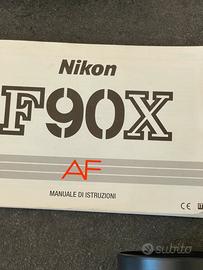 Nikon
F90X
AF
MANUALE DI ISTRUZIONI
CE
subito